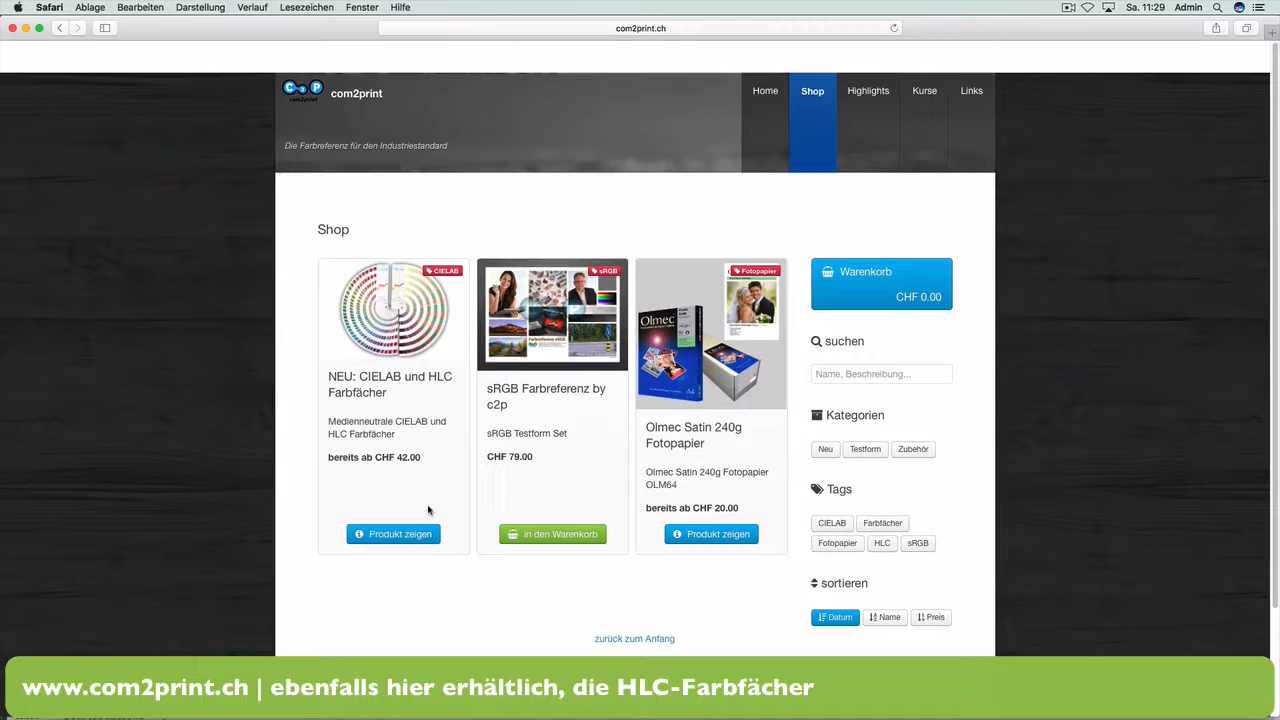 Safari Ablage Bearbeiten Darstellung Verlauf Lesezeichen Fenster Hilfe Sa. 11:29 Admin
com2print.ch
C2P
com2print
com2print
Home Shop Highlights Kurse Links
Die Farbreferenz für den Industriestandard
Shop
CIELAB
NEU: CIELAB und HLC
Farbfächer
Medienneutrale CIELAB und
HLC Farbfächer
bereits ab CHF 42.00
Produkt zeigen
sRGB
sRGB Farbreferenz by
c2p
sRGB Testform Set
CHF 79.00
in den Warenkorb
Fotopapier
Olmec
A4
Olmec Satin 240g
Fotopapier
Olmec Satin 240g Fotopapier
OLM64
bereits ab CHF 20.00
Produkt zeigen
Warenkorb
CHF 0.00
suchen
Name, Beschreibung...
Kategorien
Neu Testform Zubehör
Tags
CIELAB Farbfächer
Fotopapier HLC sRGB
sortieren
Datum Name Preis
zurück zum Anfang
www.com2print.ch | ebenfalls hier erhältlich, die HLC-Farbfächer